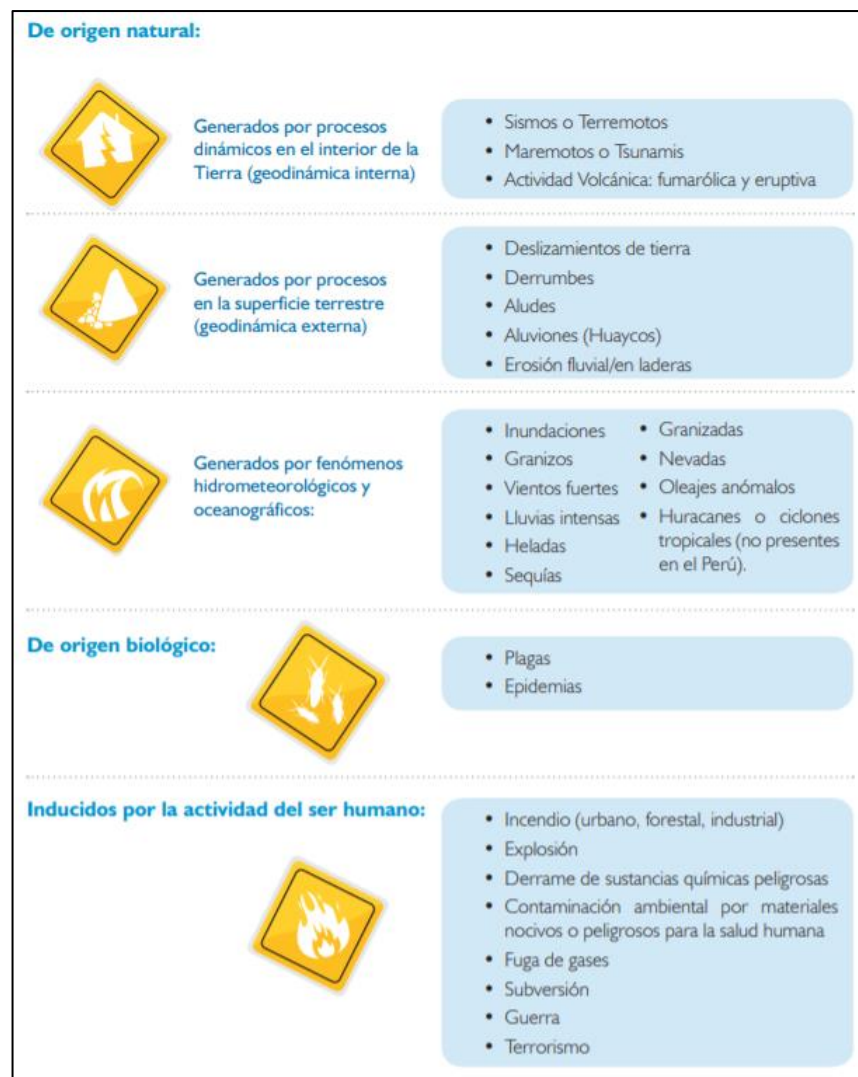 De origen natural:
Generados por procesos
dinámicos en el interior de la
Tierra (geodinámica interna)
• Sismos o Terremotos
• Maremotos o Tsunamis
• Actividad Volcánica: fumarólica y eruptiva
Generados por procesos
en la superficie terrestre
(geodinámica externa)
• Deslizamientos de tierra
• Derrumbes
• Aludes
• Aluviones (Huaycos)
• Erosión fluvial/en laderas
Generados por fenómenos
hidrometeorológicos y
oceanográficos:
• Inundaciones
• Granizos
• Vientos fuertes
• Lluvias intensas
• Heladas
• Sequías
• Granizadas
• Nevadas
• Oleajes anómalos
• Huracanes o ciclones
tropicales (no presentes
en el Perú).
De origen biológico:
• Plagas
• Epidemias
Inducidos por la actividad del ser humano:
• Incendio (urbano, forestal, industrial)
• Explosión
• Derrame de sustancias químicas peligrosas
• Contaminación ambiental por materiales
nocivos o peligrosos para la salud humana
• Fuga de gases
• Subversión
• Guerra
• Terrorismo